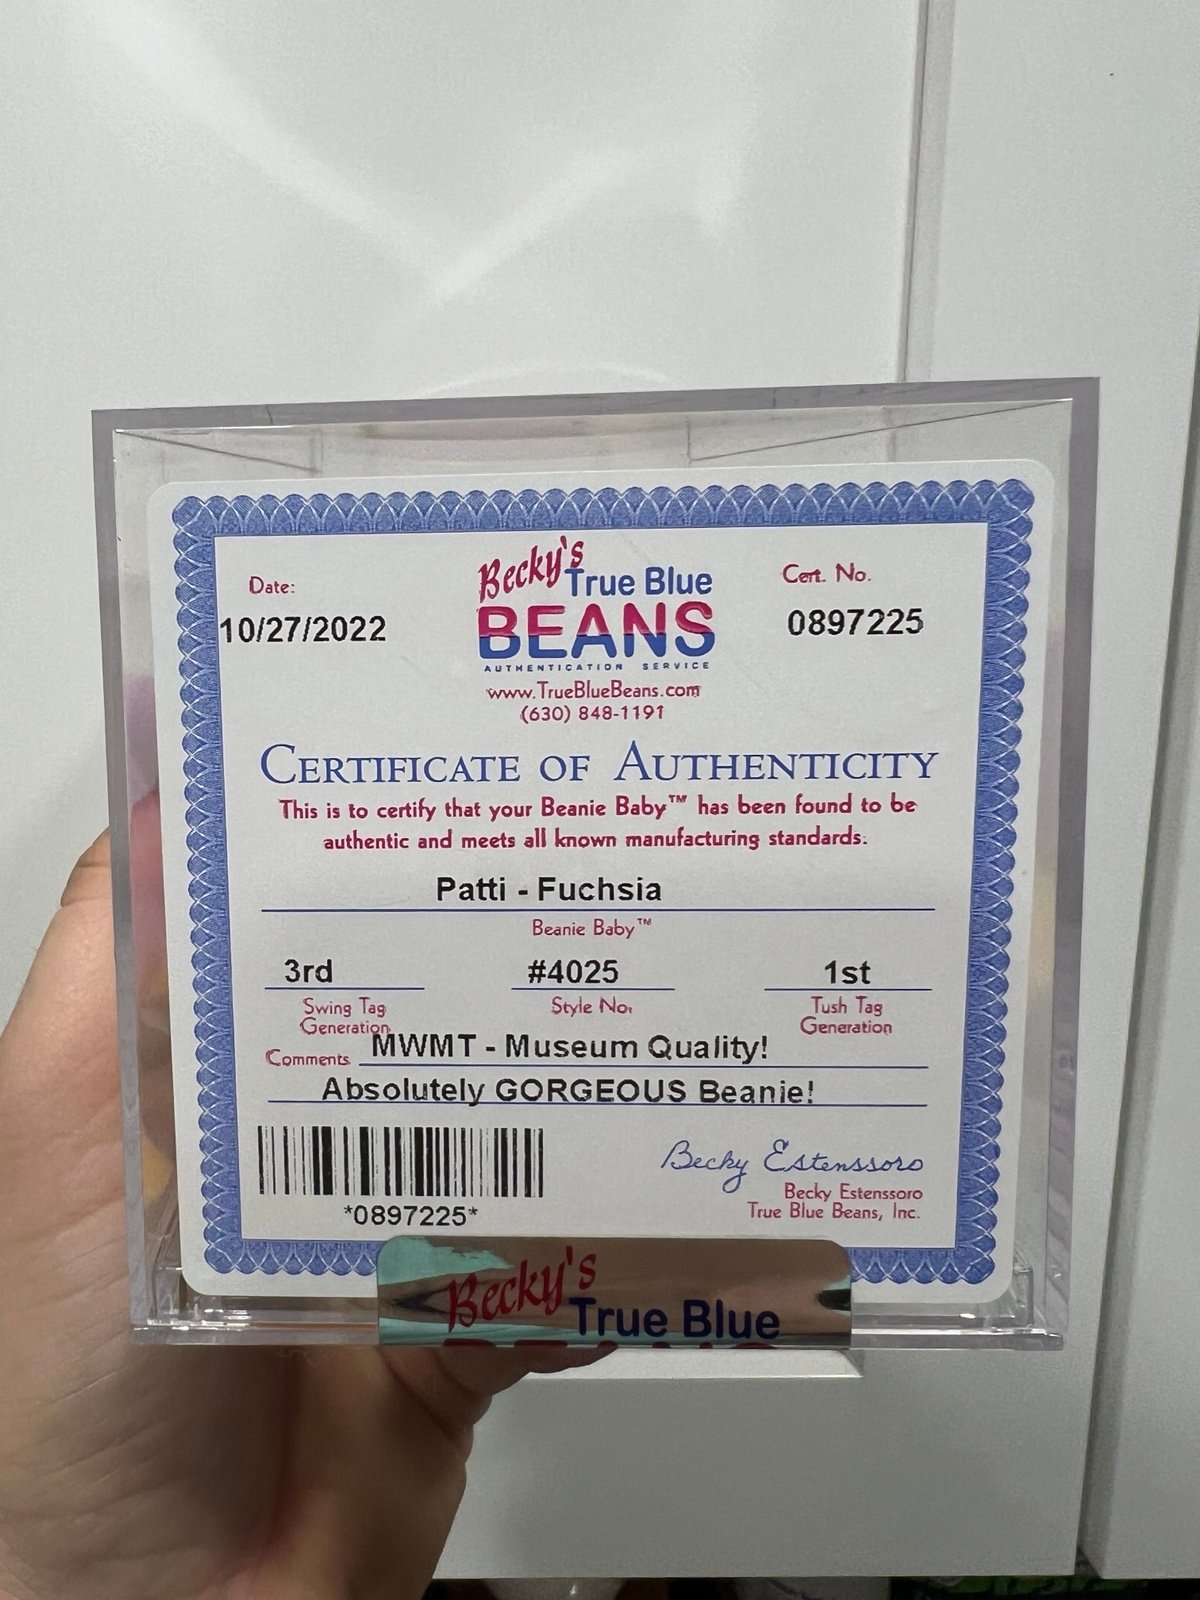 Date:
10/27/2022
Becky's
True Blue
BEANS
AUTHENTICATION SERVICE
www.TrueBlueBeans.com
(630) 848-1191
Cert. No.
0897225
CERTIFICATE OF AUTHENTICITY
This is to certify that your Beanie Baby™ has been found to be
authentic and meets all known manufacturing standards.
Patti - Fuchsia
Beanie Baby™
3rd #4025 1st
Swing Tag Style No. Tush Tag
Generation Generation
Comments MWMT - Museum Quality!
Absolutely GORGEOUS Beanie!
*0897225*
Becky Estenssoro
Becky Estenssoro
True Blue Beans, Inc.
Becky's
True Blue